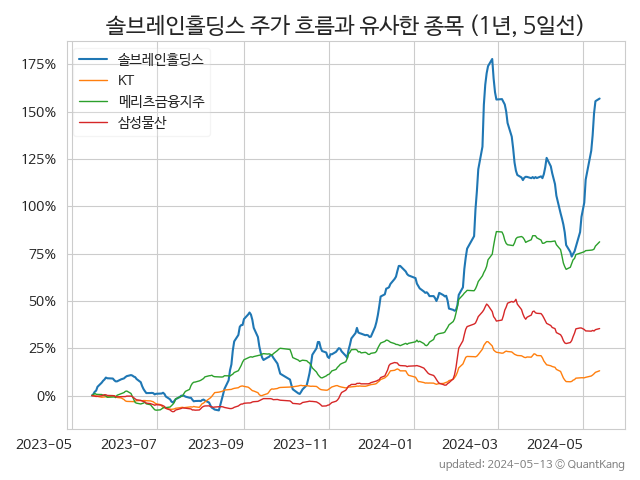 솔브레인홀딩스 주가 흐름과 유사한 종목 (1년, 5일선)
솔브레인홀딩스
KT
메리츠금융지주
삼성물산
175%
150%
125%
100%
75%
50%
25%
0%
2023-05 2023-07 2023-09 2023-11 2024-01 2024-03 2024-05
updated: 2024-05-13 ⓒ QuantKang